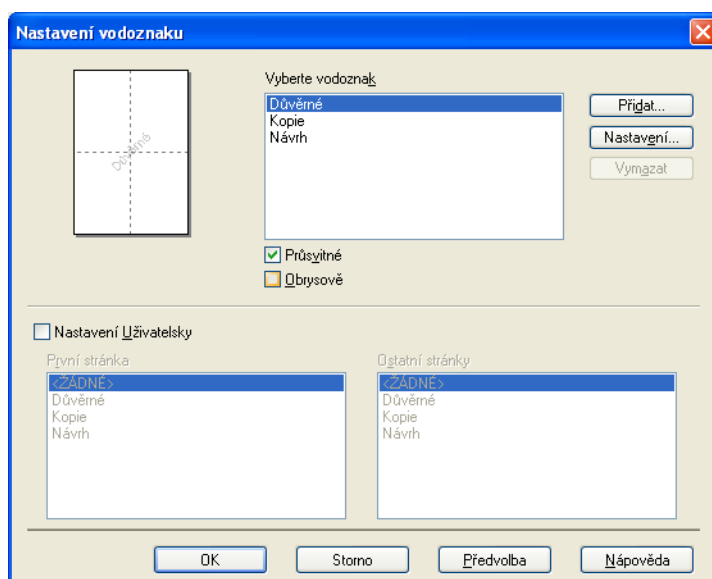 Nastavení vodoznaku
Vyberte vodoznak
Důvěrné
Kopie
Návrh
Přidat...
Nastavení...
Vymazat
Důvěrné
Průsvitné
Obrysově
Nastavení Uživatelsky
První stránka
<ŽÁDNÉ>
Důvěrné
Kopie
Návrh
Ostatní stránky
<ŽÁDNÉ>
Důvěrné
Kopie
Návrh
OK
Storno
Předvolba
Nápověda